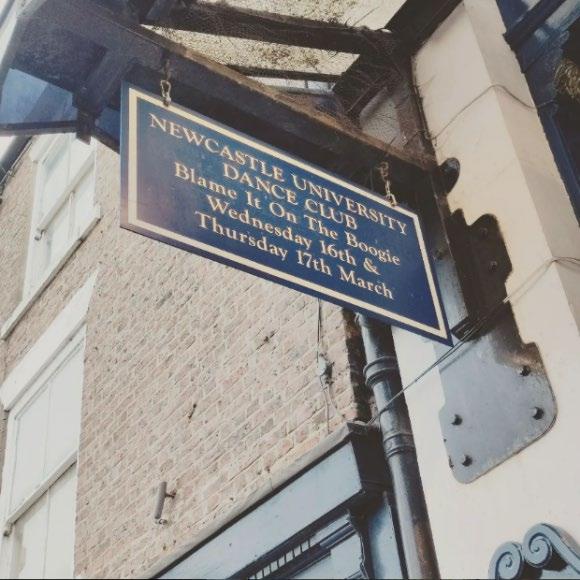 NEWCASTLE UNIVERSITY
DANCE CLUB
Blame It On The Boogie
Wednesday 16th &
Thursday 17th March